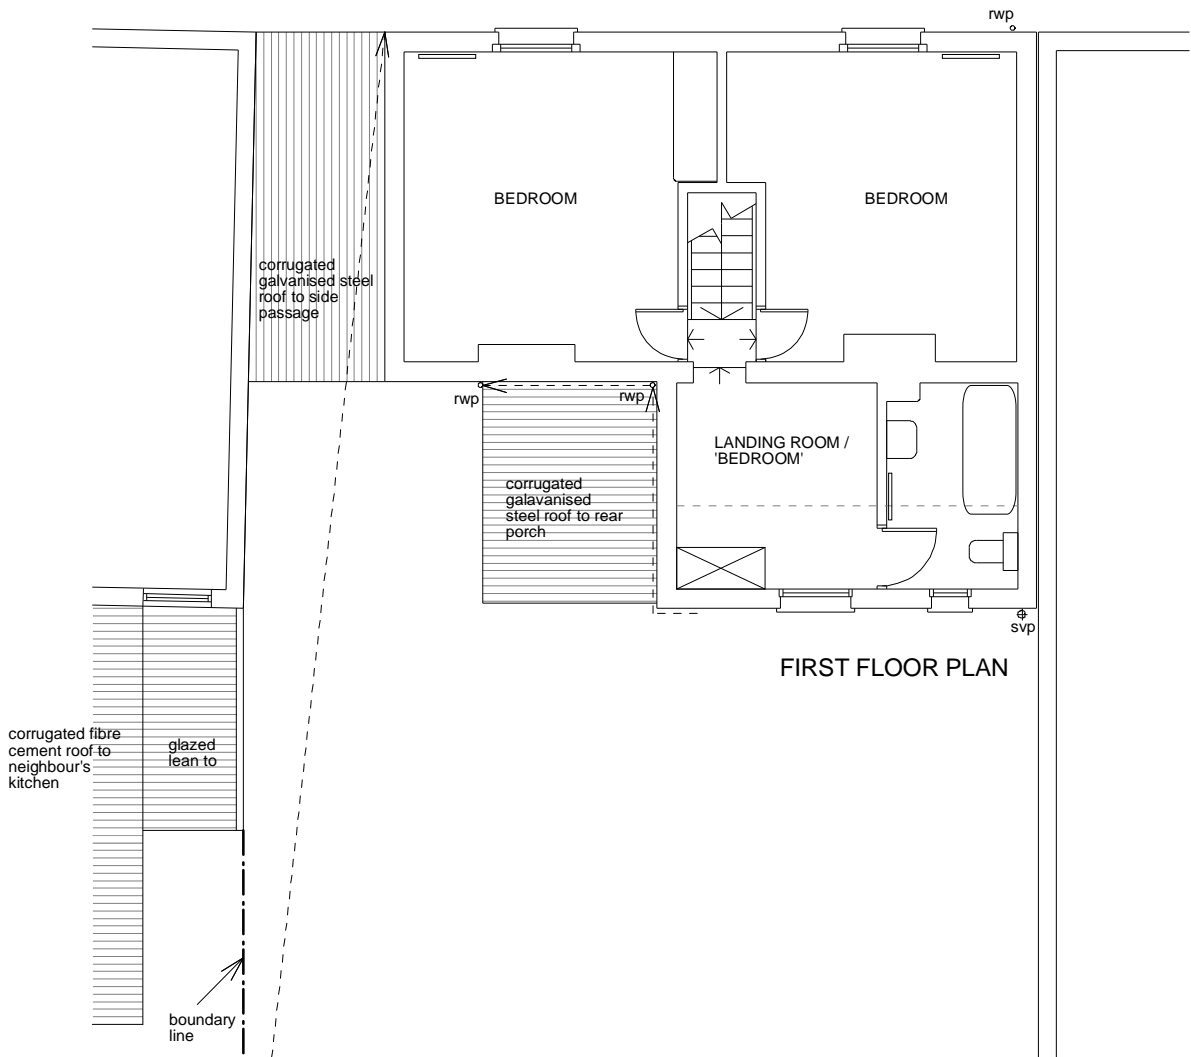 rwp
BEDROOM
BEDROOM
corrugated
galvanised steel
roof to side
passage
rwp
rwp
LANDING ROOM /
'BEDROOM'
corrugated
galavanised
steel roof to rear
porch
svp
FIRST FLOOR PLAN
corrugated fibre
cement roof to
neighbour's
kitchen
glazed
lean to
boundary
line